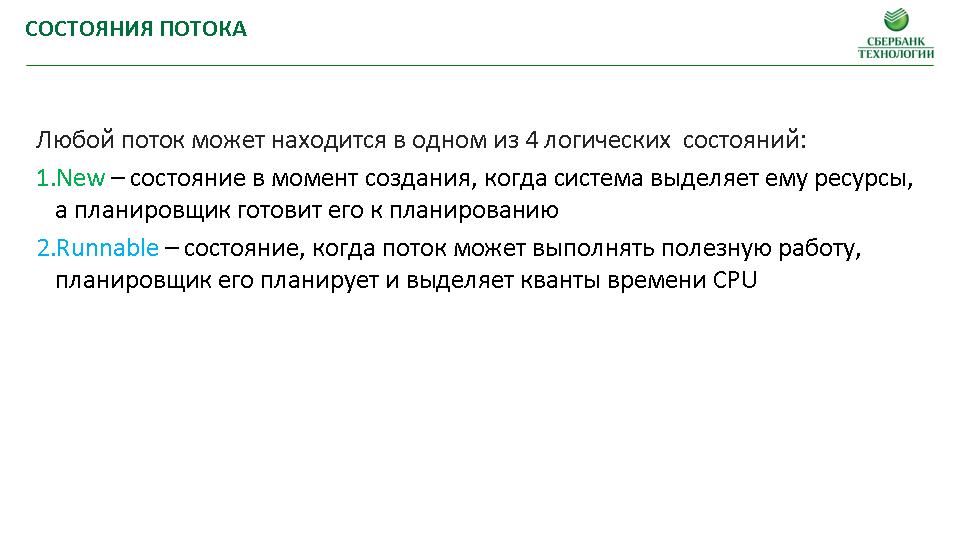 СОСТОЯНИЯ ПОТОКА
СБЕРБАНК
ТЕХНОЛОГИИ
Любой поток может находится в одном из 4 логических  состояний:
1.New – состояние в момент создания, когда система выделяет ему ресурсы,
а планировщик готовит его к планированию
2.Runnable – состояние, когда поток может выполнять полезную работу,
планировщик его планирует и выделяет кванты времени CPU